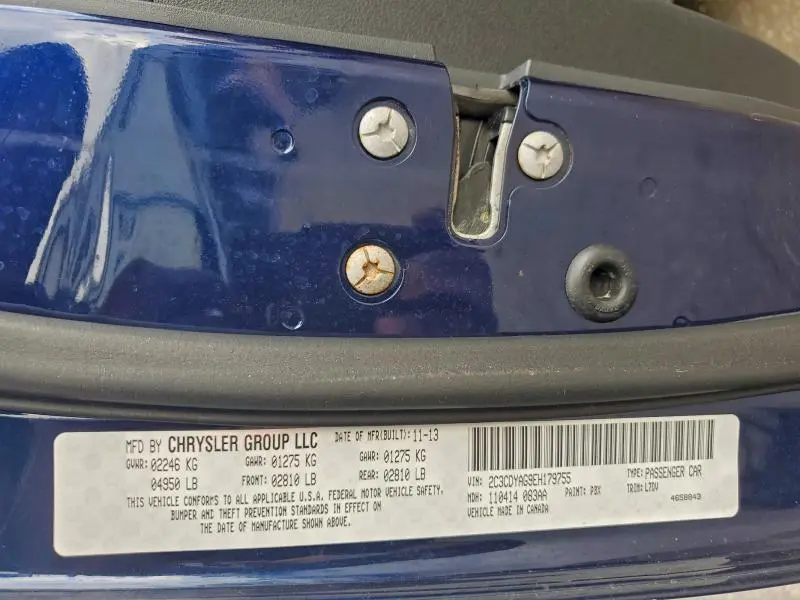 MFD BY CHRYSLER GROUP LLC DATE OF MFR(BUILT): 11-13
GVWR: 02246 KG GAWR: 01275 KG GAWR: 01275 KG
04950 LB FRONT: 02810 LB REAR: 02810 LB
THIS VEHICLE CONFORMS TO ALL APPLICABLE U.S.A. FEDERAL MOTOR VEHICLE SAFETY,
BUMPER AND THEFT PREVENTION STANDARDS IN EFFECT ON
THE DATE OF MANUFACTURE SHOWN ABOVE.
VIN: 2C3CDYAG9EH179755 TYPE: PASSENGER CAR
MDH: 110414 083AA PAINT: PBX TRIM: L7DV
VEHICLE MADE IN CANADA 4658843